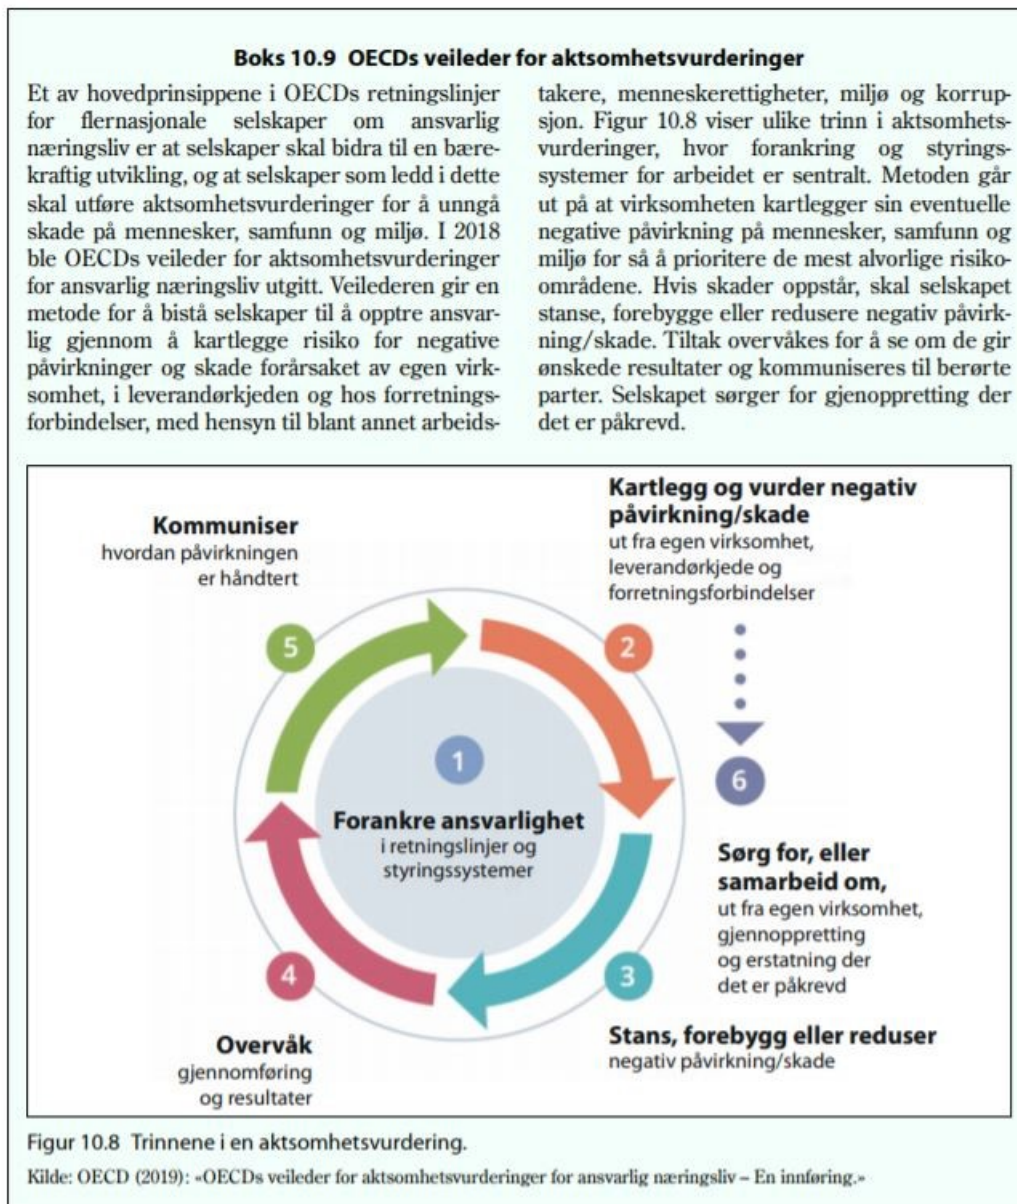 Boks 10.9 OECDs veileder for aktsomhetsvurderinger
Et av hovedprinsippene i OECDs retningslinjer
for flernasjonale selskaper om ansvarlig
næringsliv er at selskaper skal bidra til en bære-
kraftig utvikling, og at selskaper som ledd i dette
skal utføre aktsomhetsvurderinger for å unngå
skade på mennesker, samfunn og miljø. I 2018
ble OECDs veileder for aktsomhetsvurderinger
for ansvarlig næringsliv utgitt. Veilederen gir en
metode for å bistå selskaper til å opptre ansvar-
lig gjennom å kartlegge risiko for negative
påvirkninger og skade forårsaket av egen virk-
somhet, i leverandørkjeden og hos forretnings-
forbindelser, med hensyn til blant annet arbeids-
takere, menneskerettigheter, miljø og korrup-
sjon. Figur 10.8 viser ulike trinn i aktsomhets-
vurderinger, hvor forankring og styrings-
systemer for arbeidet er sentralt. Metoden går
ut på at virksomheten kartlegger sin eventuelle
negative påvirkning på mennesker, samfunn og
miljø for så å prioritere de mest alvorlige risiko-
områdene. Hvis skader oppstår, skal selskapet
stanse, forebygge eller redusere negativ påvirk-
ning/skade. Tiltak overvåkes for å se om de gir
ønskede resultater og kommuniseres til berørte
parter. Selskapet sørger for gjenoppretting der
det er påkrevd.
Kommuniser
hvordan påvirkningen
er håndtert
5
Kartlegg og vurder negativ
påvirkning/skade
ut fra egen virksomhet,
leverandørkjede og
forretningsforbindelser
2
1
Forankre ansvarlighet
i retningslinjer og
styringssystemer
6
Sørg for, eller
samarbeid om,
ut fra egen virksomhet,
gjennoppretting
og erstatning der
det er påkrevd
4
Overvåk
gjennomføring
og resultater
3
Stans, forebygg eller reduser
negativ påvirkning/skade
Figur 10.8 Trinnene i en aktsomhetsvurdering.
Kilde: OECD (2019): «OECDs veileder for aktsomhetsvurderinger for ansvarlig næringsliv – En innføring.»